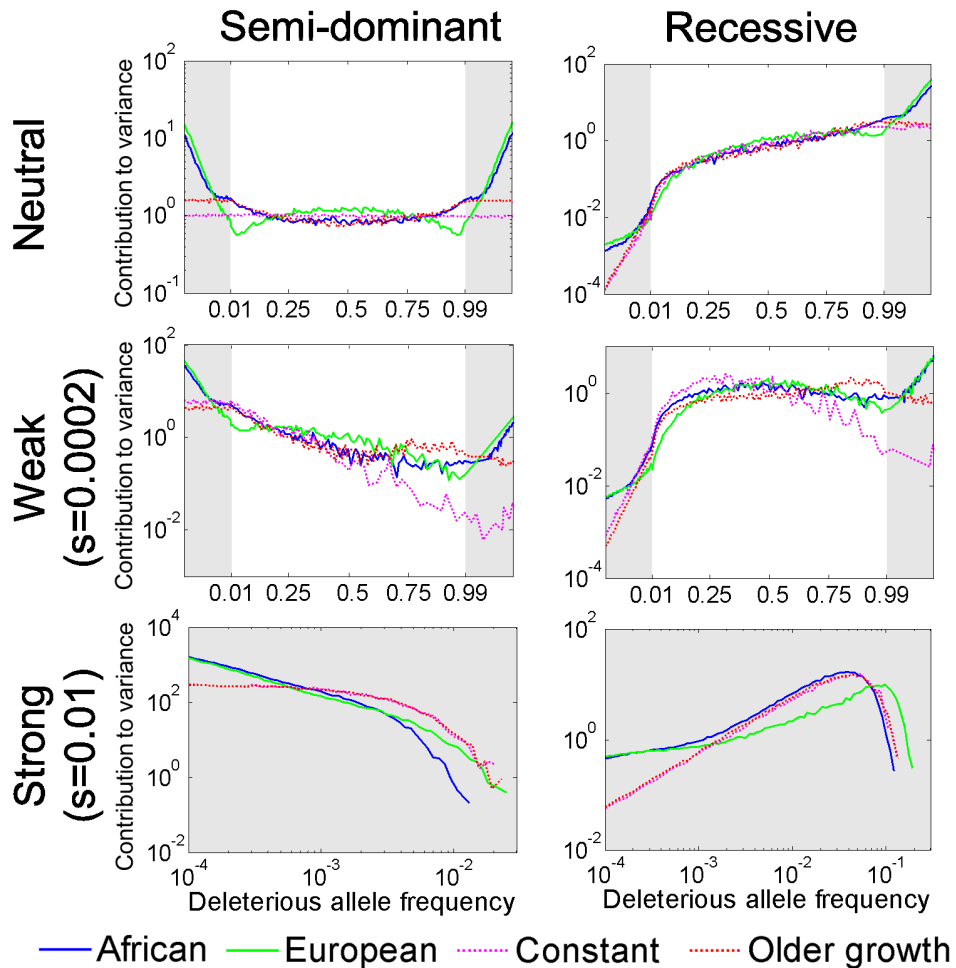 Semi-dominant
Recessive
Neutral
Contribution to variance
10^2
10^1
10^0
10^-1
0.01 0.25 0.5 0.75 0.99
10^2
10^0
10^-2
10^-4
0.01 0.25 0.5 0.75 0.99
Weak
(s=0.0002)
Contribution to variance
10^2
10^0
10^-2
0.01 0.25 0.5 0.75 0.99
10^0
10^-2
10^-4
0.01 0.25 0.5 0.75 0.99
Strong
(s=0.01)
Contribution to variance
10^4
10^2
10^0
10^-2
10^-4 10^-3 10^-2
Deleterious allele frequency
10^2
10^0
10^-2
10^-4 10^-3 10^-2 10^-1
Deleterious allele frequency
African European Constant Older growth